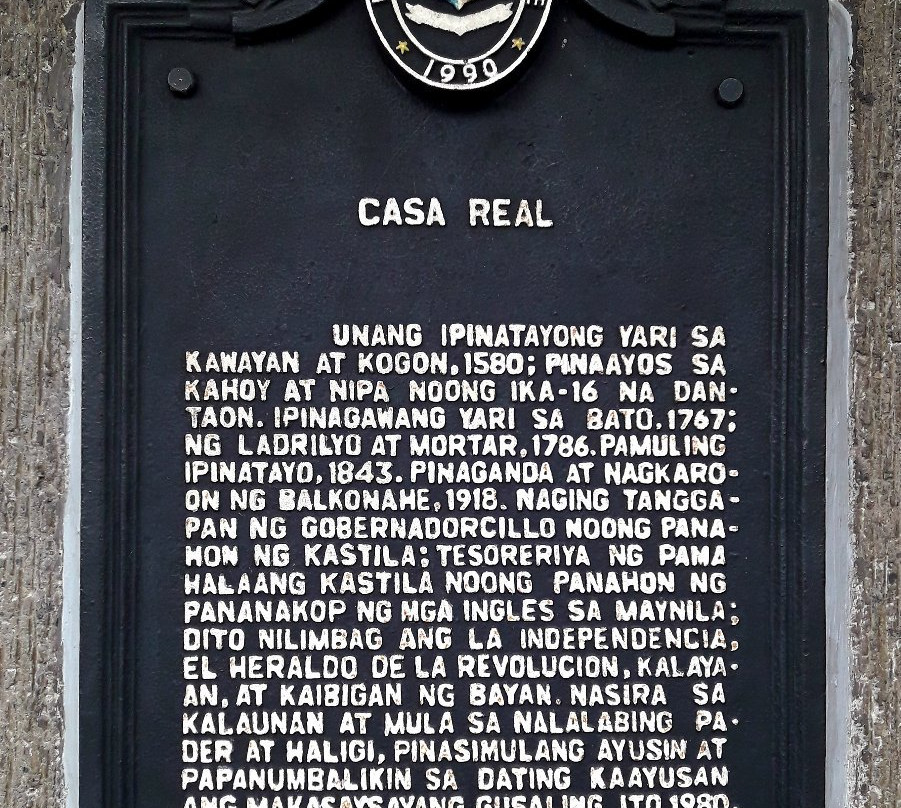 1990
CASA REAL
UNANG IPINATAYONG YARI SA
KAWAYAN AT KOGON, 1580; PINAAYOS SA
KAHOY AT NIPA NOONG IKA-16 NA DAN-
TAON. IPINAGAWANG YARI SA BATO, 1767;
NG LADRILYO AT MORTAR, 1786. PAMULING
IPINATAYO, 1843. PINAGANDA AT NAGKARO-
ON NG BALKONAHE, 1918. NAGING TANGGA-
PAN NG GOBERNADORCILLO NOONG PANA-
HON NG KASTILA; TESORERIYA NG PAMA
HALAANG KASTILA NOONG PANAHON NG
PANANAKOP NG MGA INGLES SA MAYNILA;
DITO NILIMBAG ANG LA INDEPENDENCIA,
EL HERALDO DE LA REVOLUCION, KALAYA-
AN, AT KAIBIGAN NG BAYAN. NASIRA SA
KALAUNAN AT MULA SA NALALABING PA-
DER AT HALIGI, PINASIMULANG AYUSIN AT
PAPANUMBALIKIN SA DATING KAAYUSAN
ANG MAKASAYSAYANG GUSALING ITO 1980.